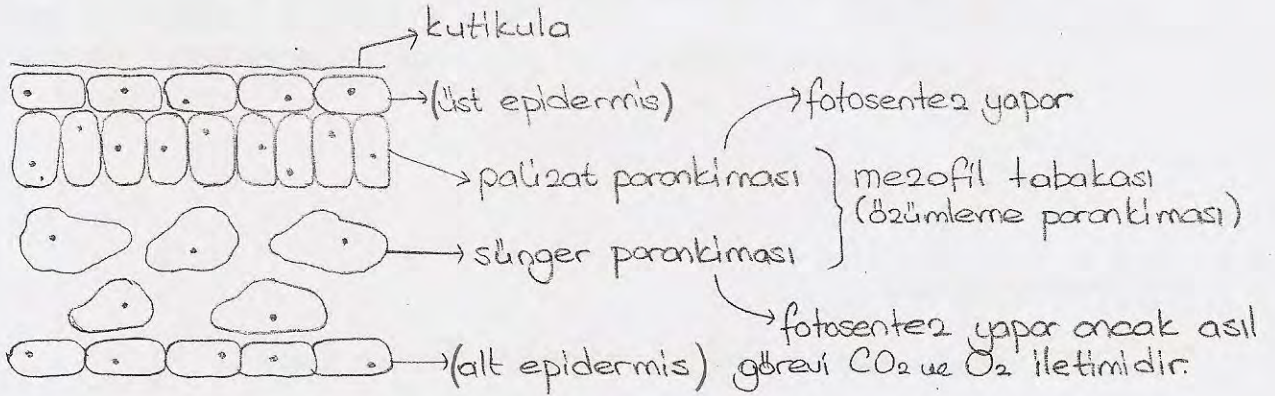 kutikula
(üst epidermis)
fotosentez yapar
palizat parankiması
mezofil tabakası
(özümleme parankiması)
sünger parankiması
fotosentez yapar ancak asıl
(alt epidermis) görevi CO₂ ve O₂ iletimidir.